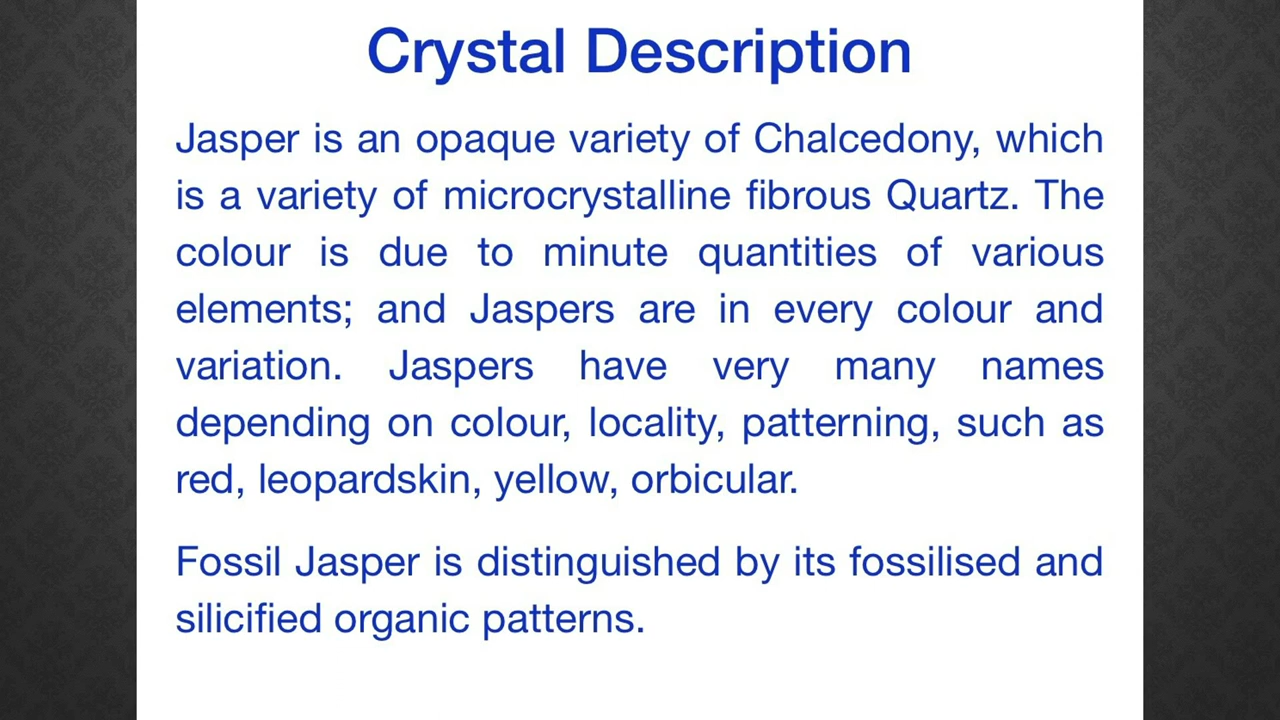 Crystal Description
Jasper is an opaque variety of Chalcedony, which
is a variety of microcrystalline fibrous Quartz. The
colour is due to minute quantities of various
elements; and Jaspers are in every colour and
variation. Jaspers have very many names
depending on colour, locality, patterning, such as
red, leopardskin, yellow, orbicular.
Fossil Jasper is distinguished by its fossilised and
silicified organic patterns.